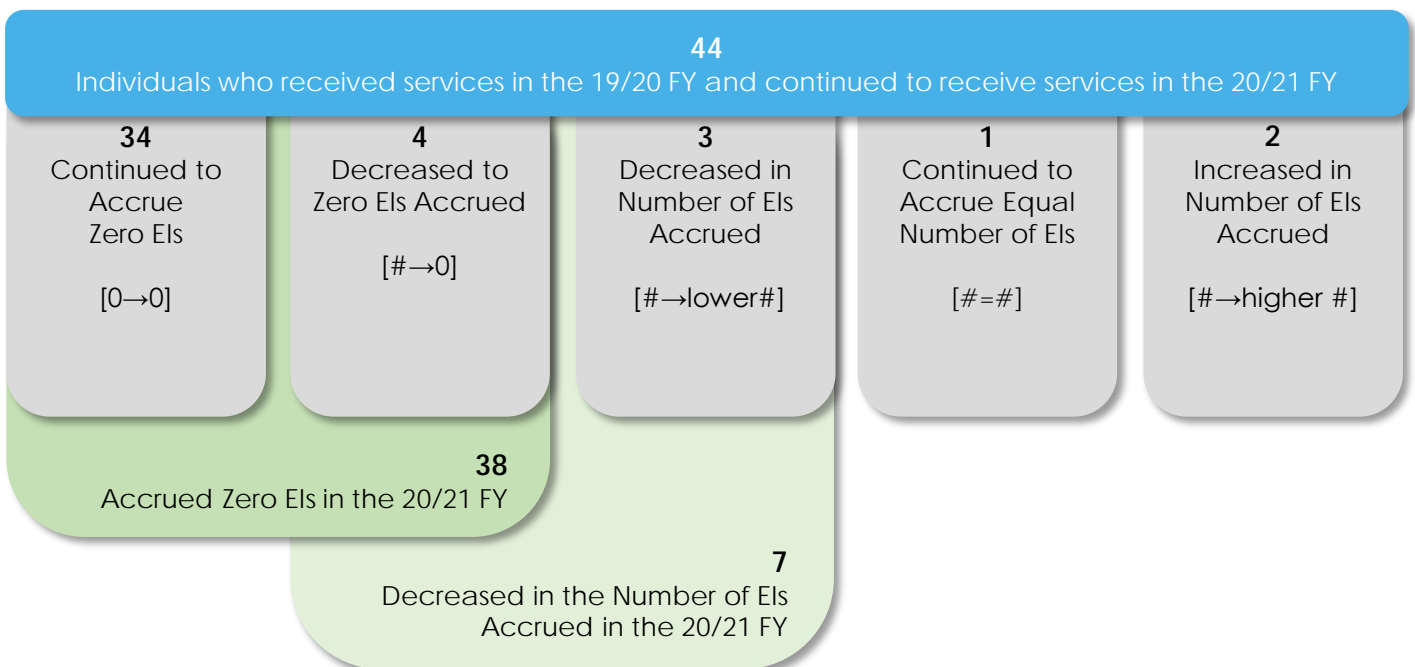 44
Individuals who received services in the 19/20 FY and continued to receive services in the 20/21 FY
34
Continued to
Accrue
Zero EIs
[0→0]
4
Decreased to
Zero EIs Accrued
[#→0]
3
Decreased in
Number of EIs
Accrued
[#→lower#]
1
Continued to
Accrue Equal
Number of EIs
[#=#]
2
Increased in
Number of EIs
Accrued
[#→higher #]
38
Accrued Zero EIs in the 20/21 FY
7
Decreased in the Number of EIs
Accrued in the 20/21 FY